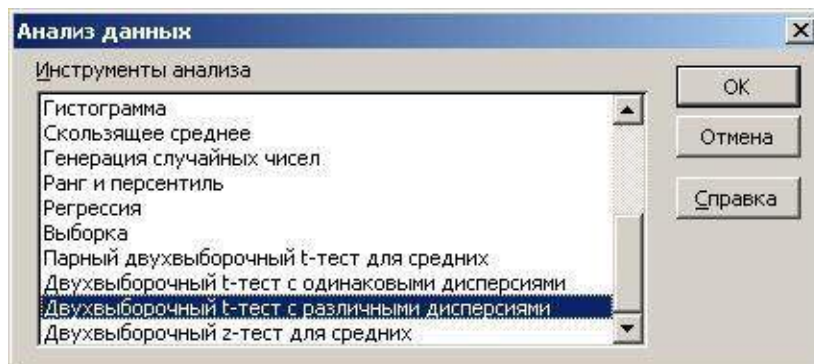 Анализ данных
Инструменты анализа
Гистограмма
Скользящее среднее
Генерация случайных чисел
Ранг и персентиль
Регрессия
Выборка
Парный двухвыборочный t-тест для средних
Двухвыборочный t-тест с одинаковыми дисперсиями
Двухвыборочный t-тест с различными дисперсиями
Двухвыборочный z-тест для средних
ОК
Отмена
Справка